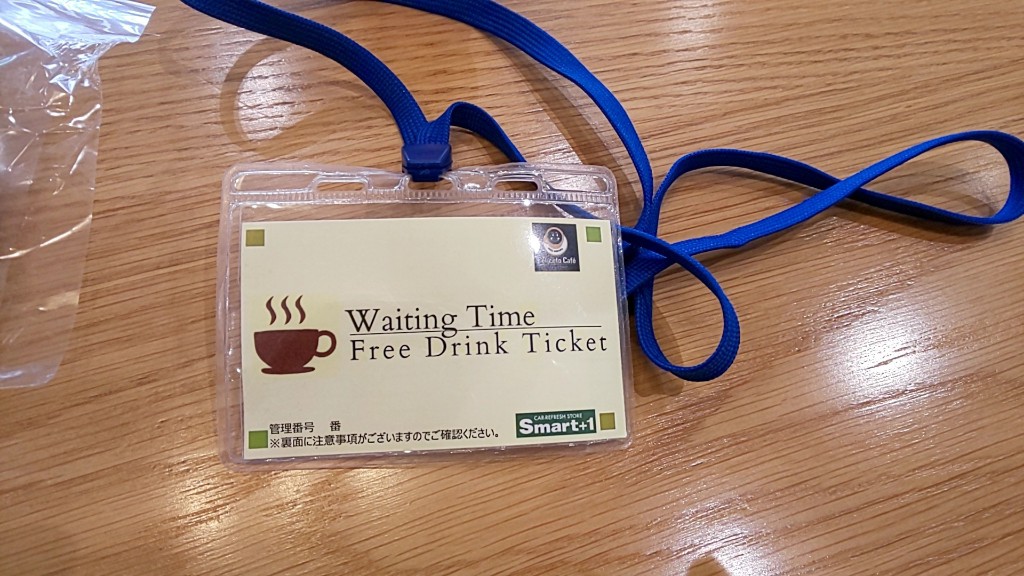 Café
Waiting Time
Free Drink Ticket
管理番号 番
※裏面に注意事項がございますのでご確認ください。
CAR-REFRESH STORE
Smart+1